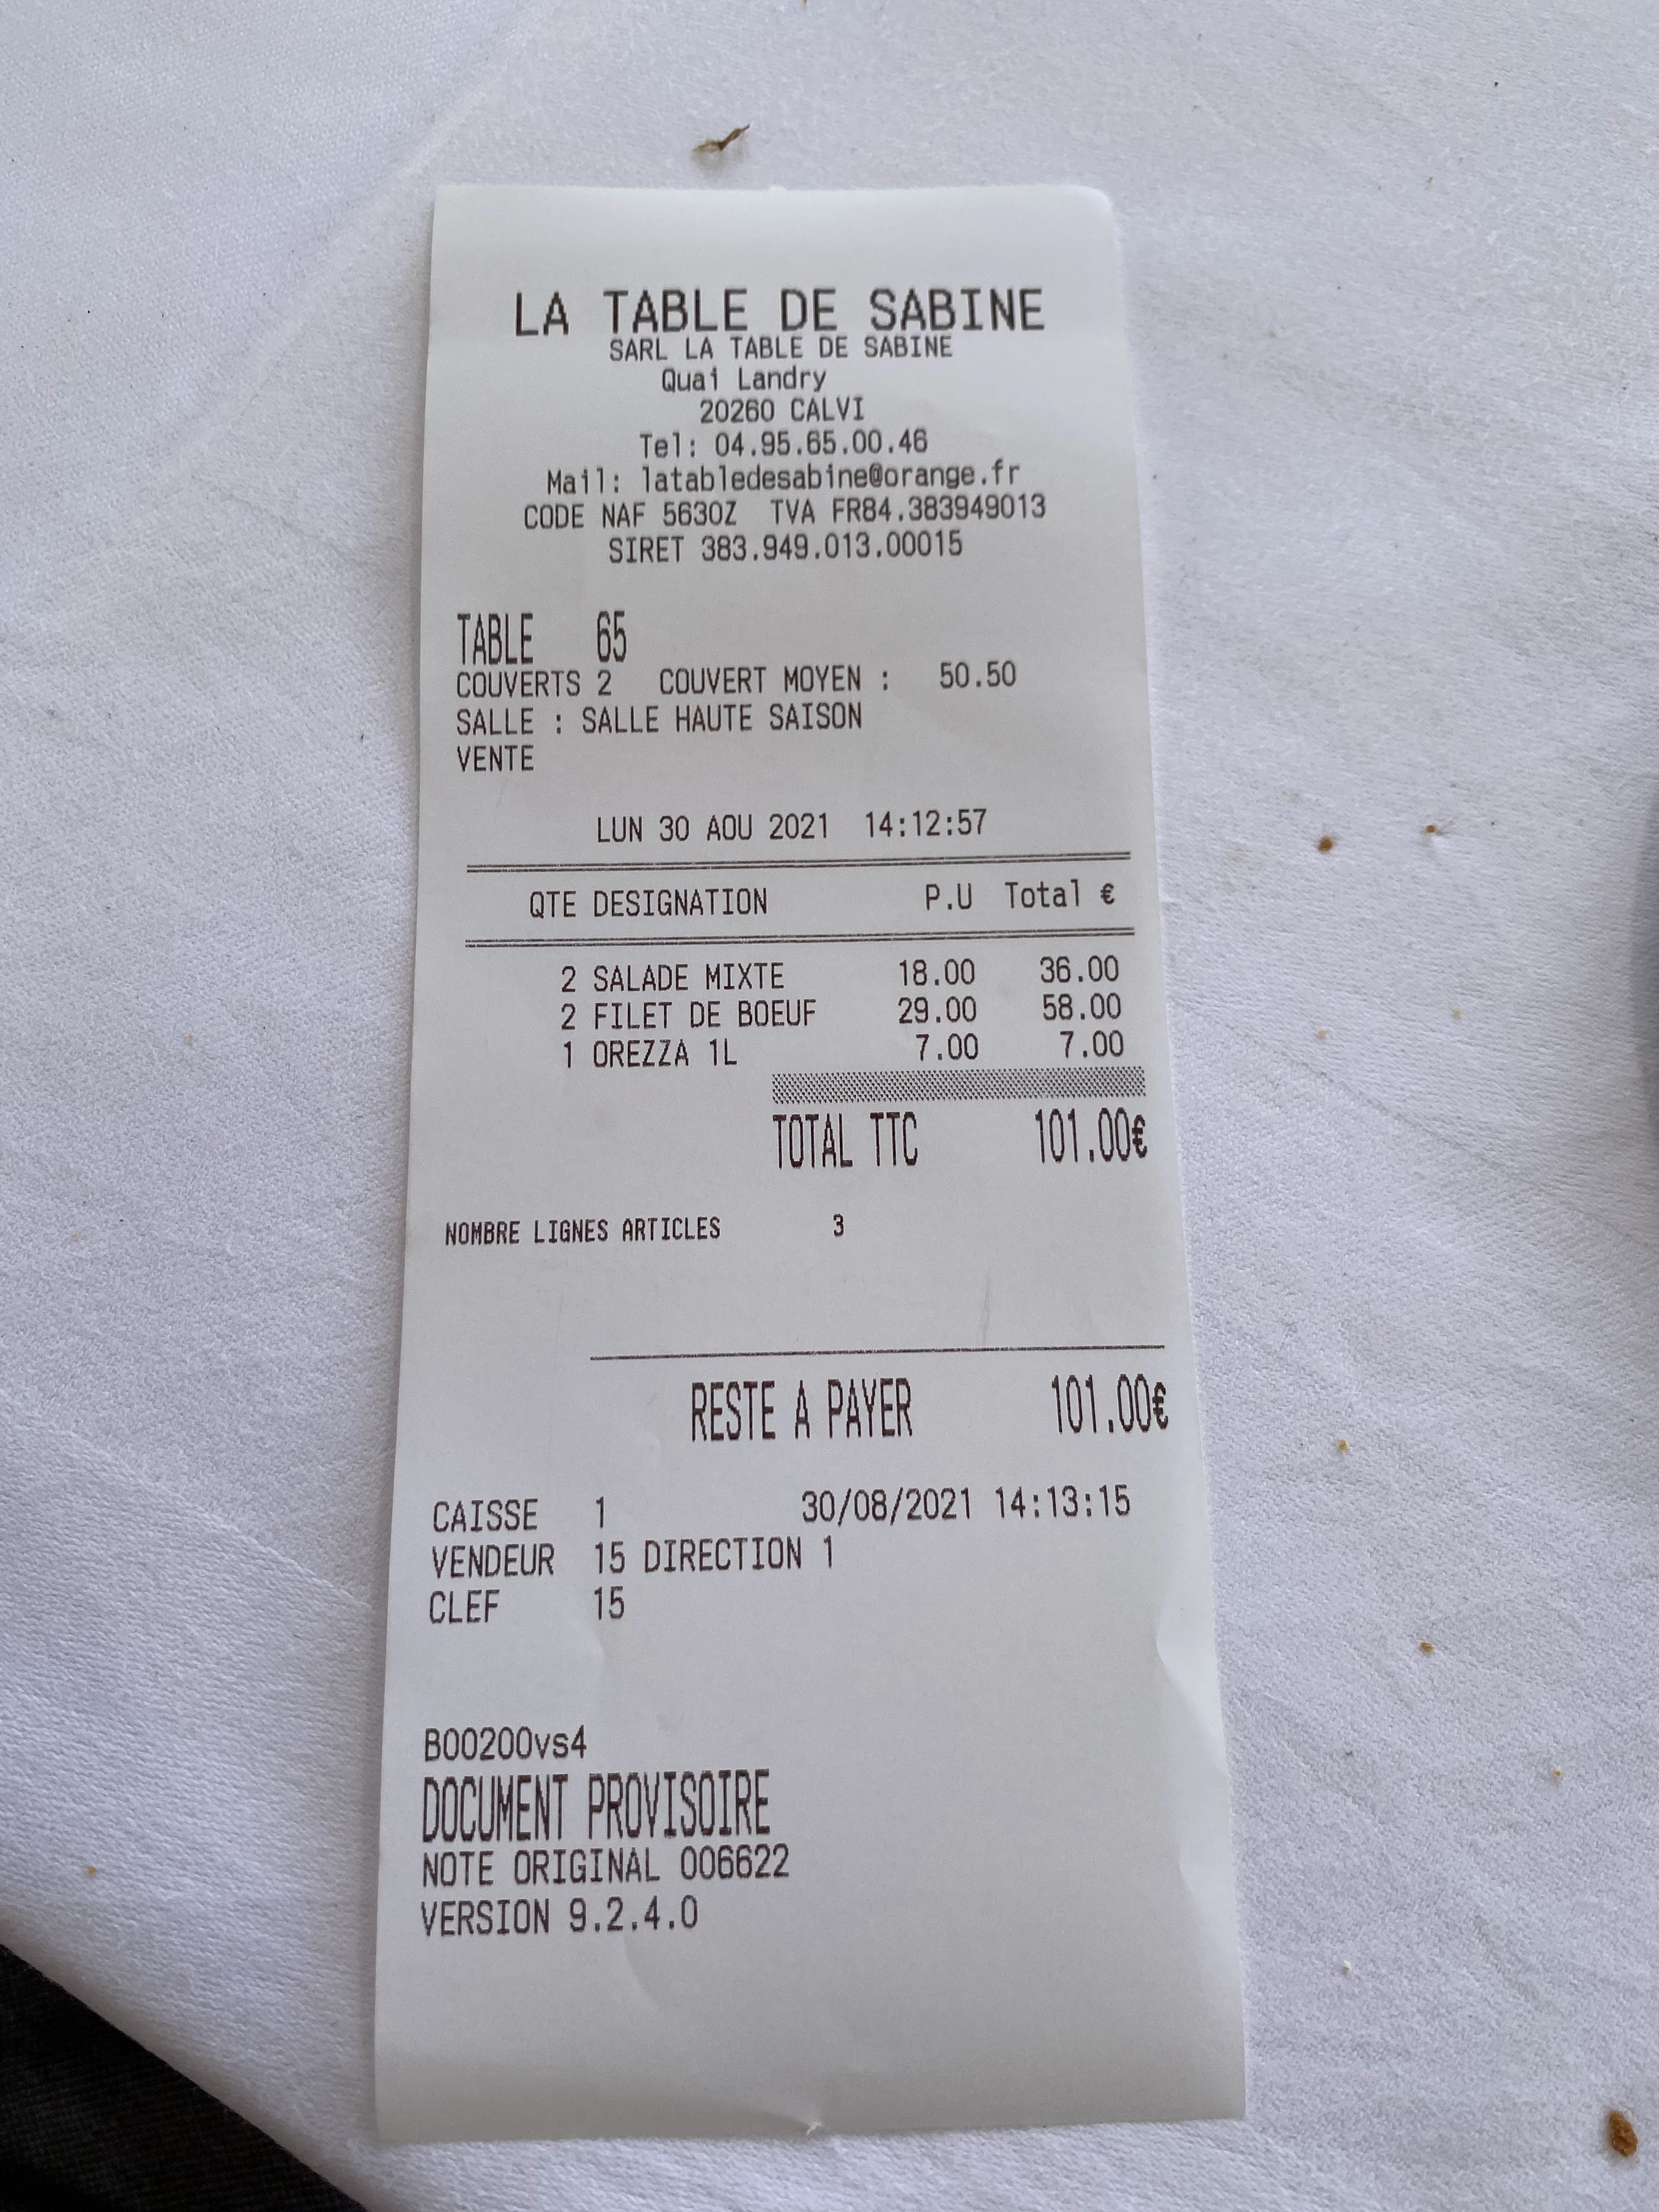 LA TABLE DE SABINE
SARL LA TABLE DE SABINE
Quai Landry
20260 CALVI
Tel: 04.95.65.00.46
Mail: latabledesabine@orange.fr
CODE NAF 5630Z TVA FR84.383949013
SIRET 383.949.013.00015
TABLE 65
COUVERTS 2 COUVERT MOYEN : 50.50
SALLE : SALLE HAUTE SAISON
VENTE
LUN 30 AOU 2021 14:12:57
QTE DESIGNATION P.U Total €
2 SALADE MIXTE 18.00 36.00
2 FILET DE BOEUF 29.00 58.00
1 OREZZA 1L 7.00 7.00
TOTAL TTC 101.00€
NOMBRE LIGNES ARTICLES 3
RESTE A PAYER 101.00€
CAISSE 1 30/08/2021 14:13:15
VENDEUR 15 DIRECTION 1
CLEF 15
B00200vs4
DOCUMENT PROVISOIRE
NOTE ORIGINAL 006622
VERSION 9.2.4.0